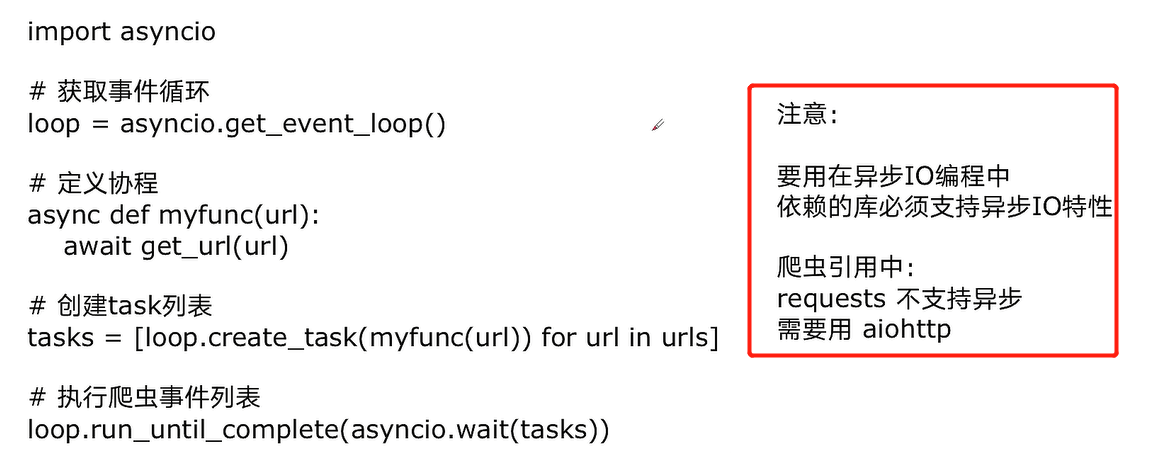 import asyncio
# 获取事件循环
loop = asyncio.get_event_loop()
# 定义协程
async def myfunc(url):
    await get_url(url)
# 创建task列表
tasks = [loop.create_task(myfunc(url)) for url in urls]
# 执行爬虫事件列表
loop.run_until_complete(asyncio.wait(tasks))
注意:
要用在异步IO编程中
依赖的库必须支持异步IO特性
爬虫引用中:
requests 不支持异步
需要用 aiohttp